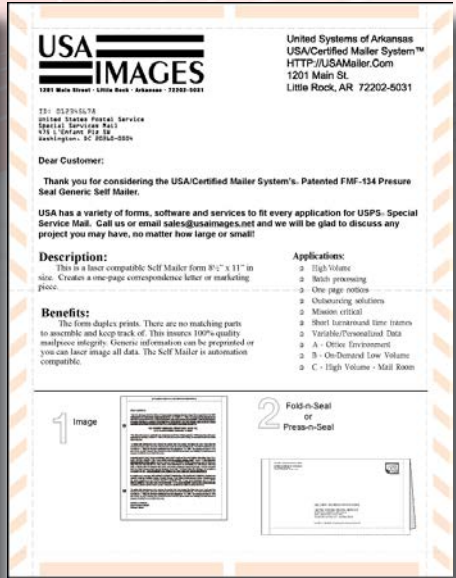 USA
IMAGES
1201 Main Street · Little Rock · Arkansas · 72202-5031
United Systems of Arkansas
USA/Certified Mailer System™
HTTP://USAMailer.Com
1201 Main St.
Little Rock, AR 72202-5031
ID: 012345678
United States Postal Service
Special Services Mail
475 L'Enfant Plz SW
Washington, DC 20260-0004
Dear Customer:
Thank you for considering the USA/Certified Mailer System's® Patented FMF-134 Presure
Seal Generic Self Mailer.
USA has a variety of forms, software and services to fit every application for USPS® Special
Service Mail. Call us or email sales@usaimages.net and we will be glad to discuss any
project you may have, no matter how large or small!
Description:
This is a laser compatible Self Mailer form 8½" x 11" in
size. Creates a one-page correspondence letter or marketing
piece.
Benefits:
The form duplex prints. There are no matching parts
to assemble and keep track of. This insures 100% quality
mailpiece integrity. Generic information can be preprinted or
you can laser image all data. The Self Mailer is automation
compatible.
Applications:
High Volume
Batch processing
One page notices
Outsourcing solutions
Mission critical
Short turnaround time frames
Variable/Personalized Data
A - Office Environment
B - On-Demand Low Volume
C - High Volume - Mail Room
1 Image
2 Fold-n-Seal
or
Press-n-Seal